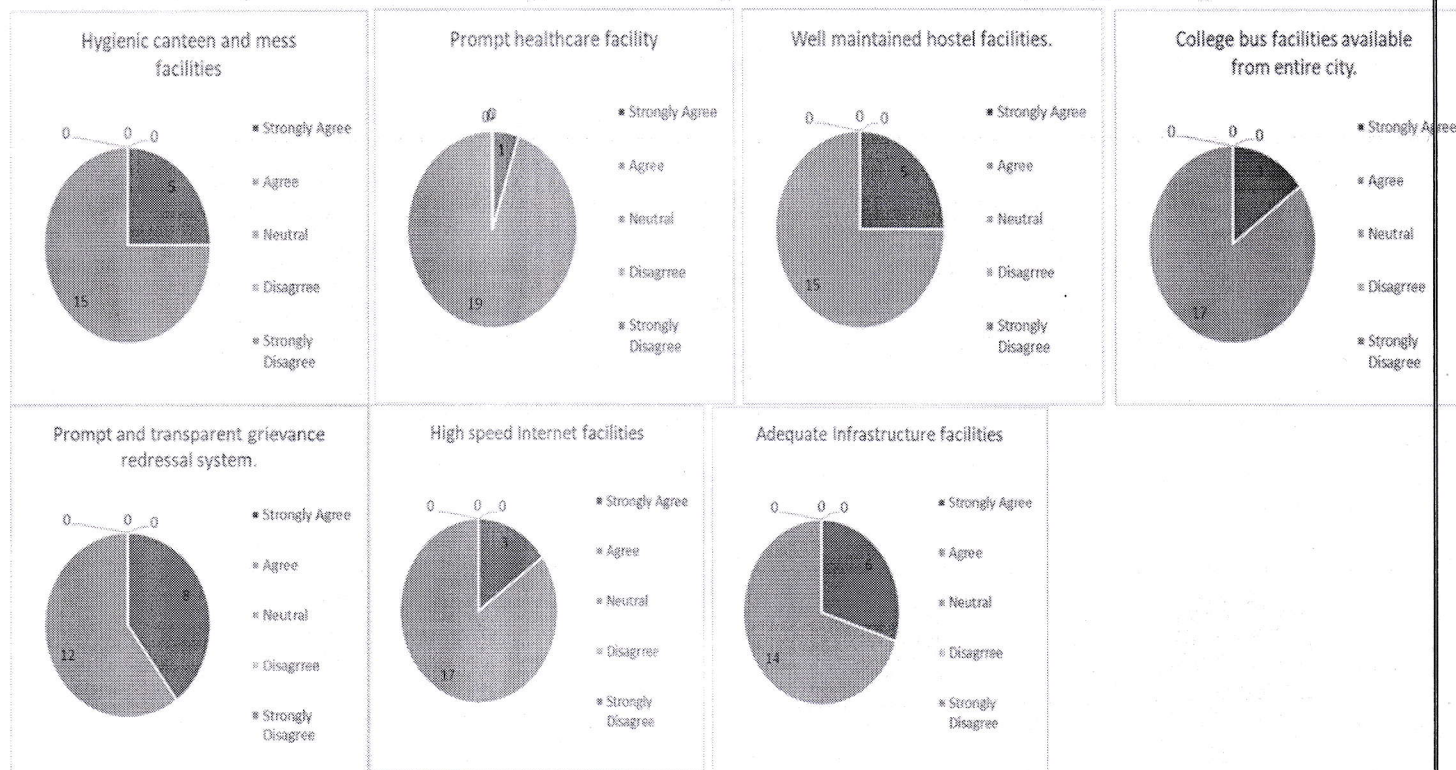 Hygienic canteen and mess
facilities
0 0 0
5
15
Strongly Agree
Agree
Neutral
Disagrree
Strongly
Disagree
Prompt healthcare facility
1
19
Strongly Agree
Agree
Neutral
Disagrree
Strongly
Disagree
Well maintained hostel facilities.
0 0 0
5
15
Strongly Agree
Agree
Neutral
Disagrree
Strongly
Disagree
College bus facilities available
from entire city.
0 0 0
3
17
Strongly Agree
Agree
Neutral
Disagrree
Strongly
Disagree
Prompt and transparent grievance
redressal system.
0 0 0
8
12
Strongly Agree
Agree
Neutral
Disagrree
Strongly
Disagree
High speed Internet facilities
0 0 0
3
17
Strongly Agree
Agree
Neutral
Disagrree
Strongly
Disagree
Adequate Infrastructure facilities
0 0 0
6
14
Strongly Agree
Agree
Neutral
Disagrree
Strongly
Disagree